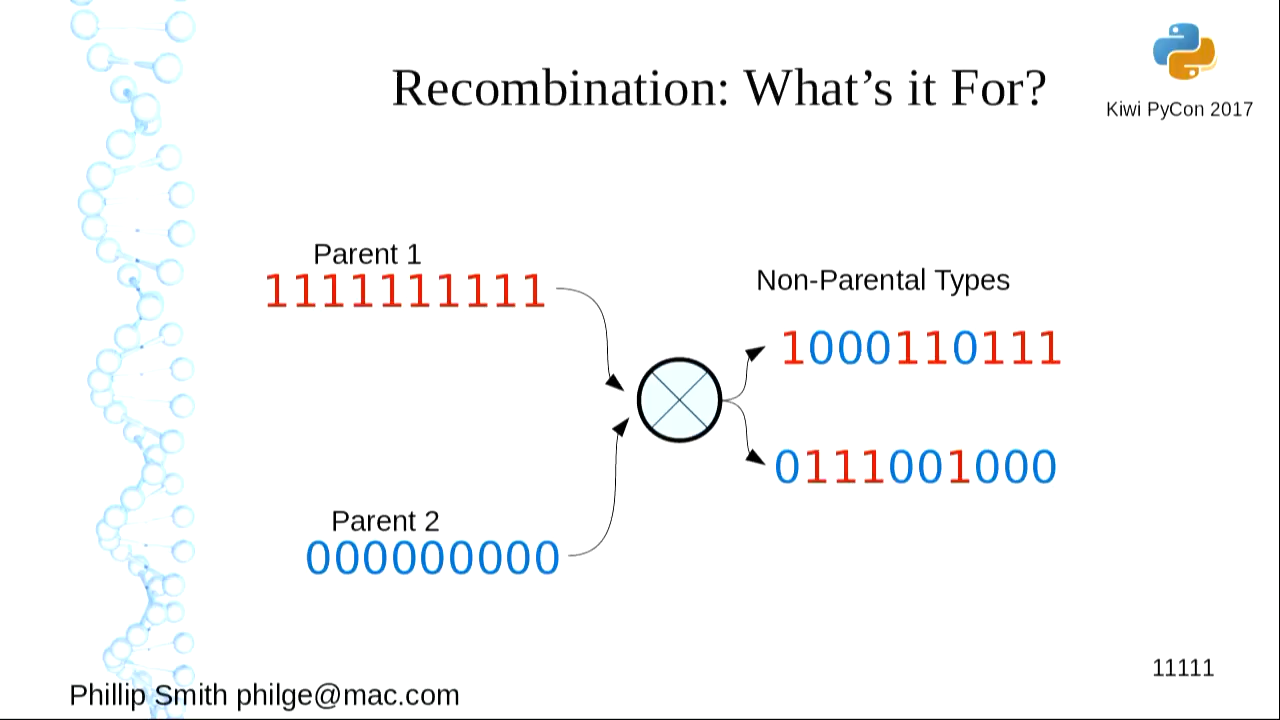 Recombination: What's it For?
Kiwi PyCon 2017
Parent 1
1111111111
Non-Parental Types
1000110111
0111001000
Parent 2
000000000
11111
Phillip Smith philge@mac.com